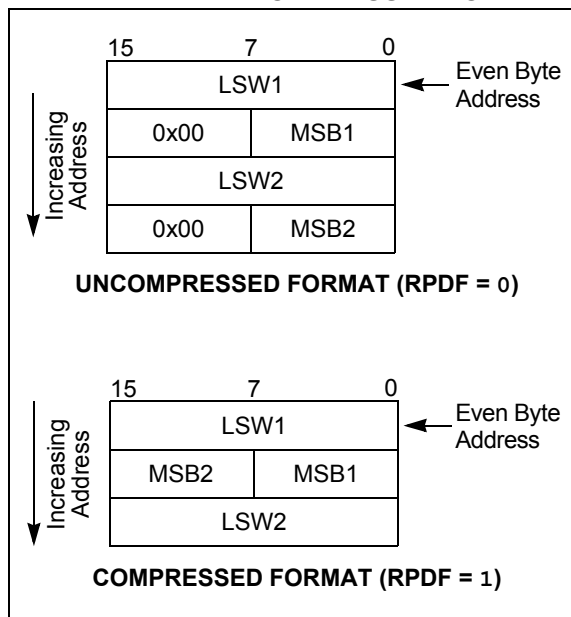 15 7 0
LSW1
Even Byte
Address
0x00 MSB1
LSW2
0x00 MSB2
Increasing
Address
UNCOMPRESSED FORMAT (RPDF = 0)
15 7 0
LSW1
Even Byte
Address
MSB2 MSB1
LSW2
Increasing
Address
COMPRESSED FORMAT (RPDF = 1)